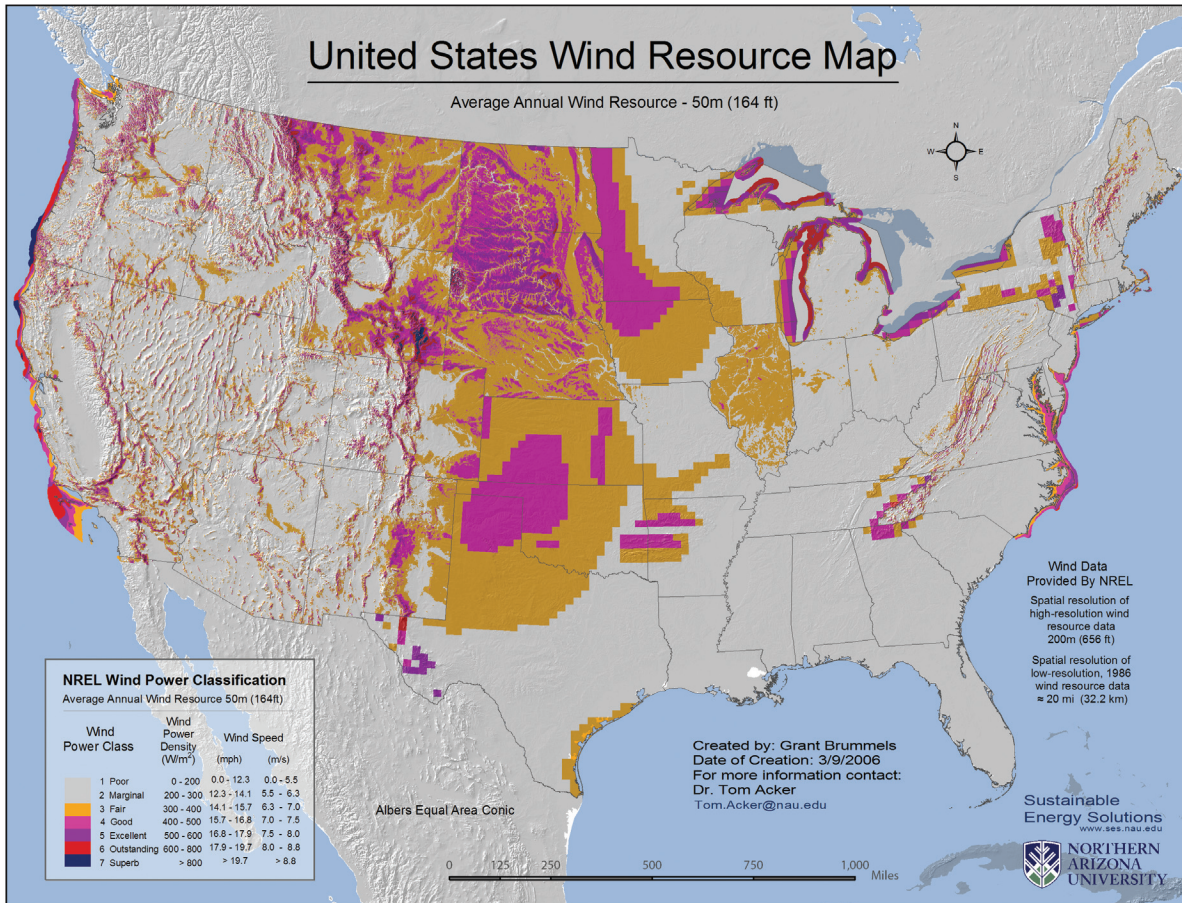 United States Wind Resource Map
Average Annual Wind Resource - 50m (164 ft)
N
W E
S
Wind Data
Provided By NREL
Spatial resolution of
high-resolution wind
resource data
200m (656 ft)
Spatial resolution of
low-resolution, 1986
wind resource data
≈ 20 mi (32.2 km)
NREL Wind Power Classification
Average Annual Wind Resource 50m (164ft)
Wind Power Class Wind Power Density (W/m²) Wind Speed (mph) (m/s)
1 Poor 0 - 200 0.0 - 12.3 0.0 - 5.5
2 Marginal 200 - 300 12.3 - 14.1 5.5 - 6.3
3 Fair 300 - 400 14.1 - 15.7 6.3 - 7.0
4 Good 400 - 500 15.7 - 16.8 7.0 - 7.5
5 Excellent 500 - 600 16.8 - 17.9 7.5 - 8.0
6 Outstanding 600 - 800 17.9 - 19.7 8.0 - 8.8
7 Superb > 800 > 19.7 > 8.8
Albers Equal Area Conic
Created by: Grant Brummels
Date of Creation: 3/9/2006
For more information contact:
Dr. Tom Acker
Tom.Acker@nau.edu
0 125 250 500 750 1,000 Miles
Sustainable
Energy Solutions
www.ses.nau.edu
NORTHERN
ARIZONA
UNIVERSITY